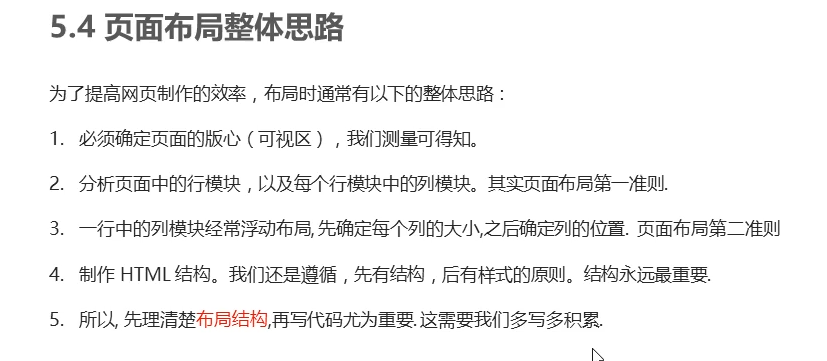 5.4 页面布局整体思路
为了提高网页制作的效率，布局时通常有以下的整体思路：
1. 必须确定页面的版心（可视区），我们测量可得知。
2. 分析页面中的行模块，以及每个行模块中的列模块。其实页面布局第一准则.
3. 一行中的列模块经常浮动布局, 先确定每个列的大小,之后确定列的位置. 页面布局第二准则
4. 制作 HTML 结构。我们还是遵循，先有结构，后有样式的原则。结构永远最重要.
5. 所以, 先理清楚布局结构,再写代码尤为重要. 这需要我们多写多积累.